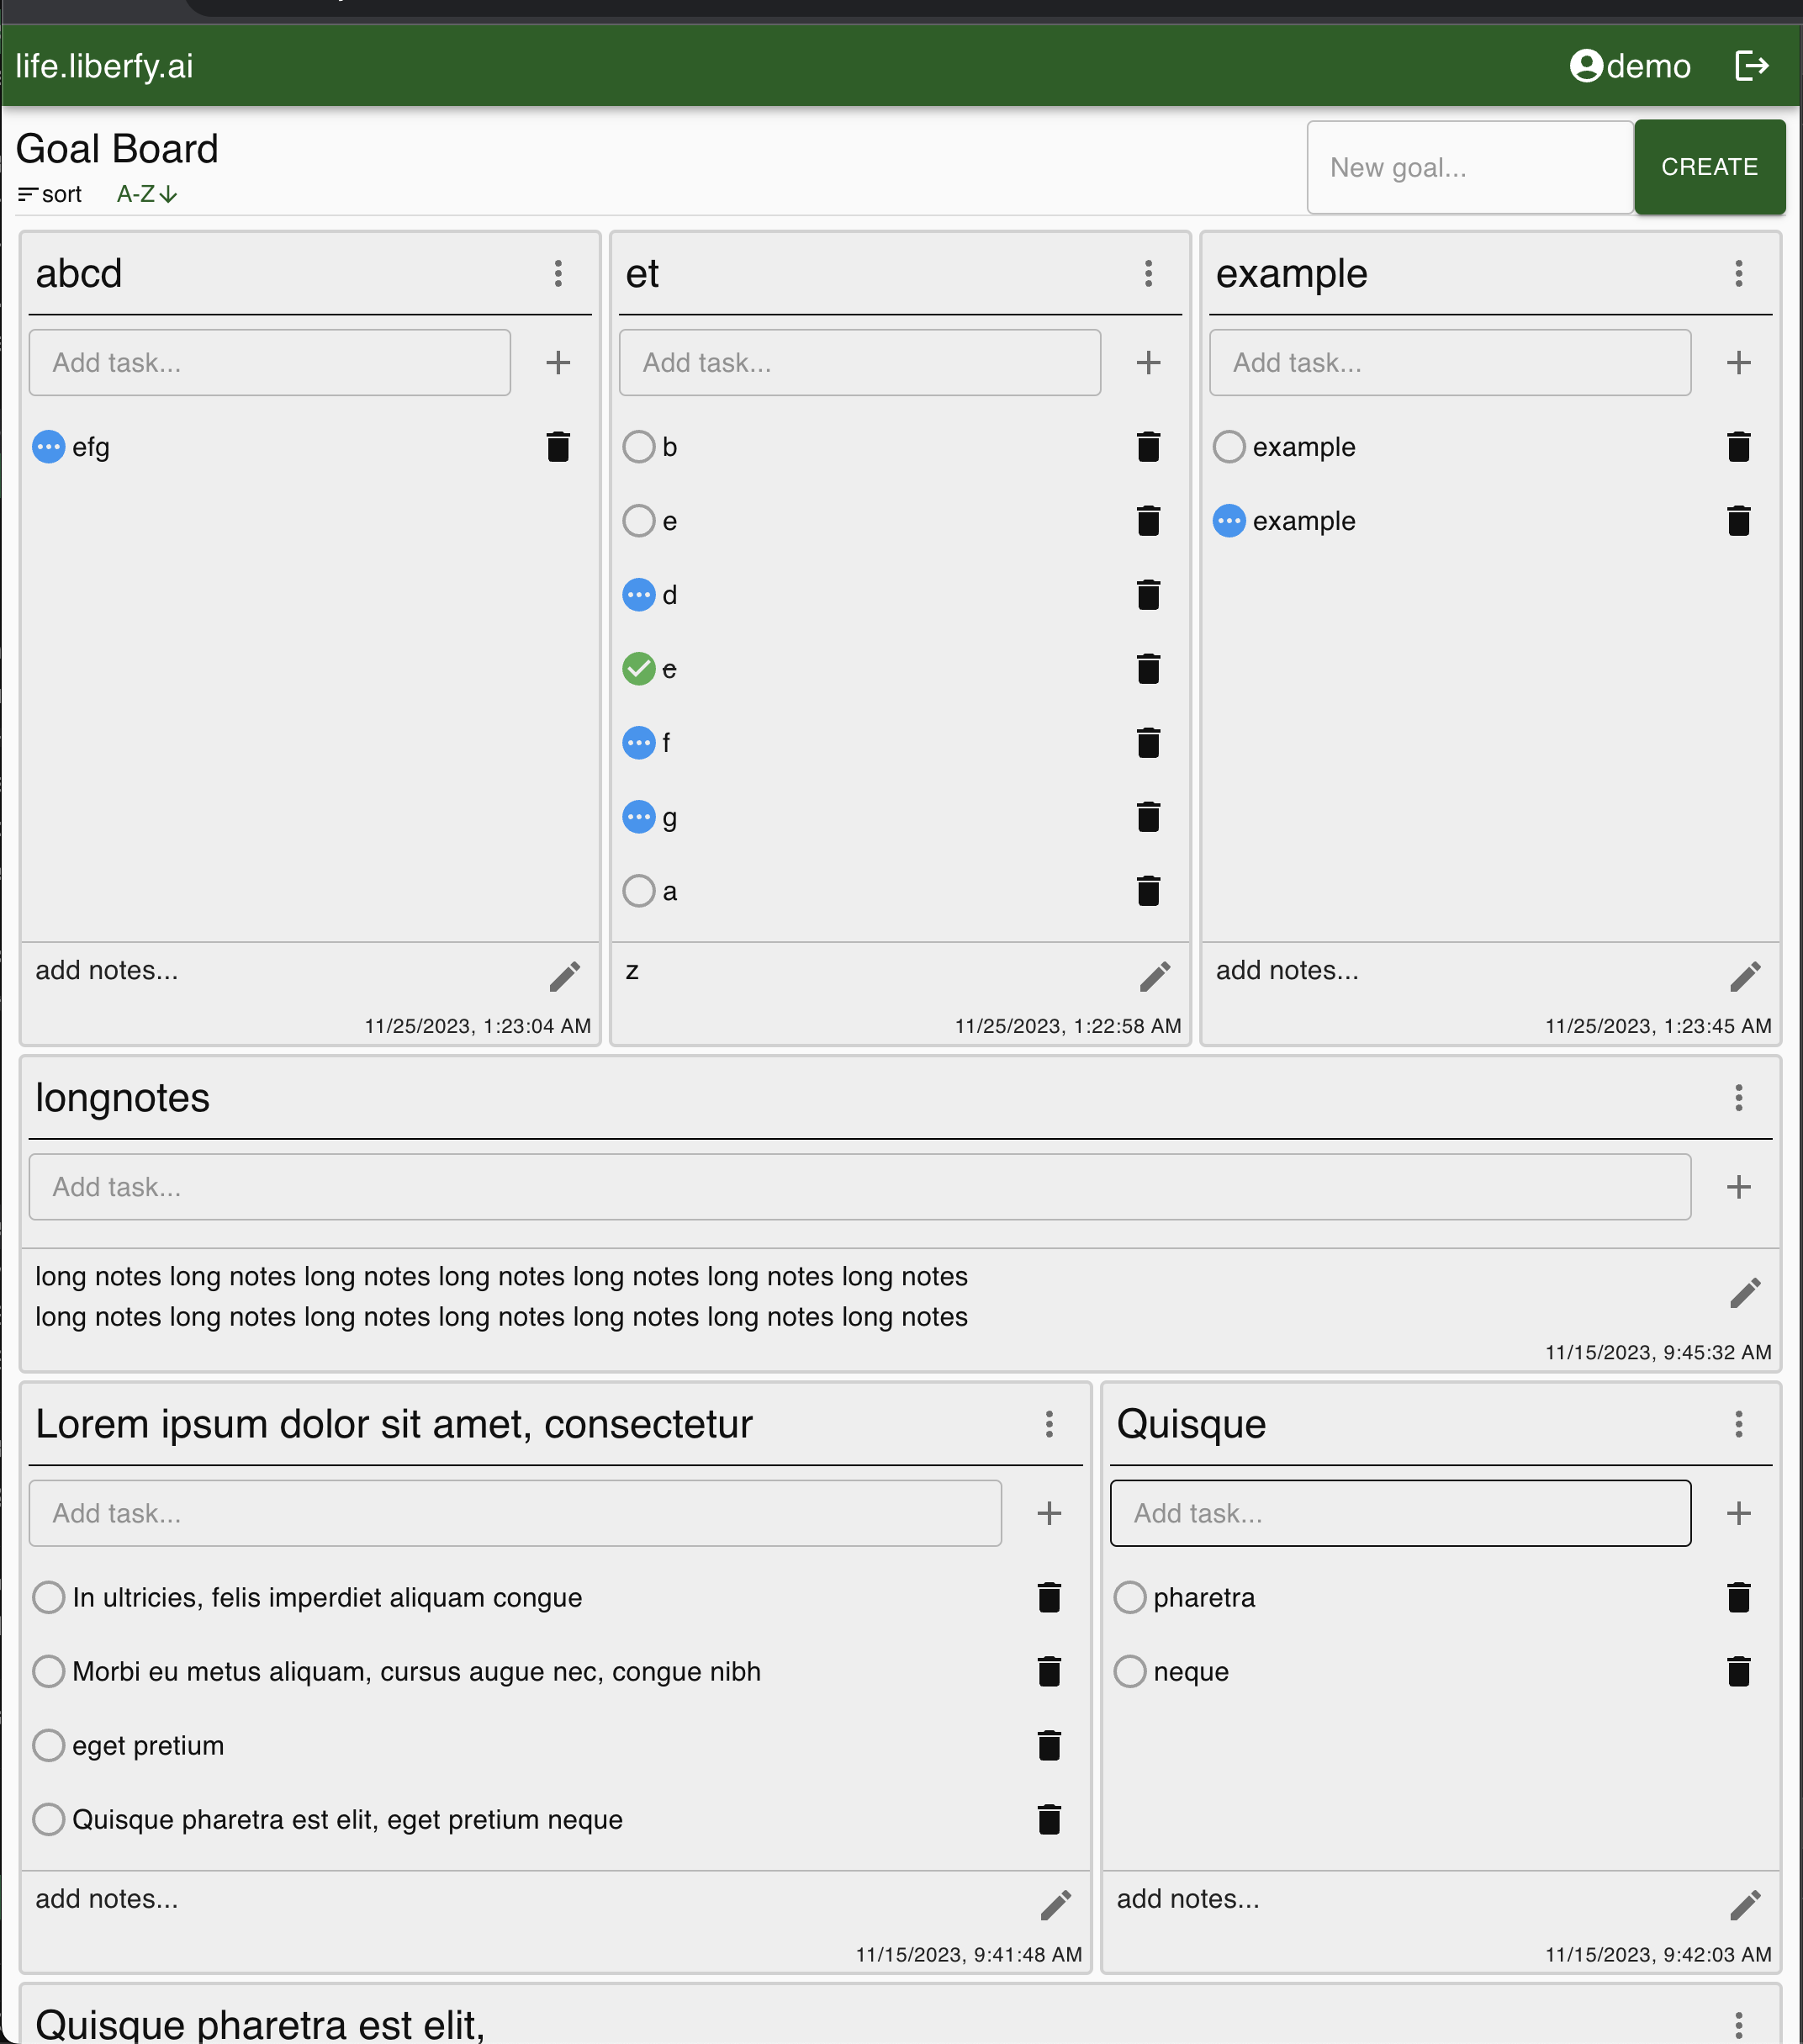 life.liberfy.ai
demo
Goal Board
sort A-Z
New goal...
CREATE
abcd
Add task...
efg
add notes...
11/25/2023, 1:23:04 AM
et
Add task...
b
e
d
e
f
g
a
z
11/25/2023, 1:22:58 AM
example
Add task...
example
example
add notes...
11/25/2023, 1:23:45 AM
longnotes
Add task...
long notes long notes long notes long notes long notes long notes long notes
long notes long notes long notes long notes long notes long notes long notes
11/15/2023, 9:45:32 AM
Lorem ipsum dolor sit amet, consectetur
Add task...
In ultricies, felis imperdiet aliquam congue
Morbi eu metus aliquam, cursus augue nec, congue nibh
eget pretium
Quisque pharetra est elit, eget pretium neque
add notes...
11/15/2023, 9:41:48 AM
Quisque
Add task...
pharetra
neque
add notes...
11/15/2023, 9:42:03 AM
Quisque pharetra est elit,